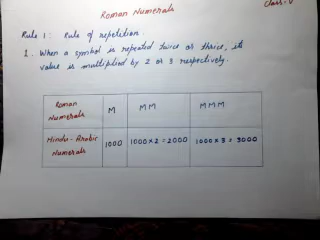 Class: V
Roman Numerals
Rule 1: Rule of repetition.
1. When a symbol is repeated twice or thrice, its
value is multiplied by 2 or 3 respectively.
Roman Numerals M MM MMM
Hindu-Arabic Numerals 1000 1000×2=2000 1000×3=3000